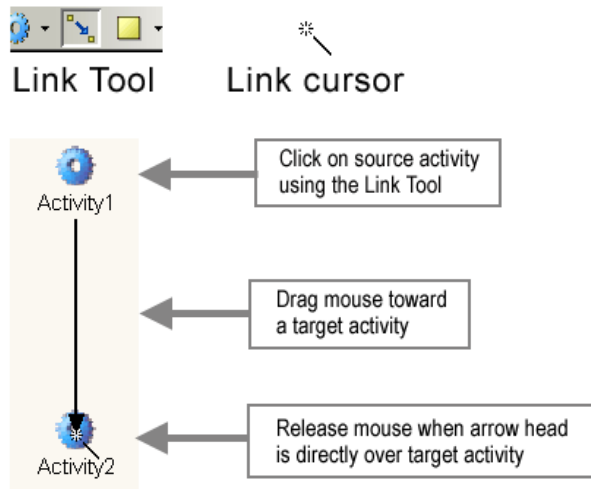 Link Tool
Link cursor
Click on source activity
using the Link Tool
Activity1
Drag mouse toward
a target activity
Release mouse when arrow head
is directly over target activity
Activity2